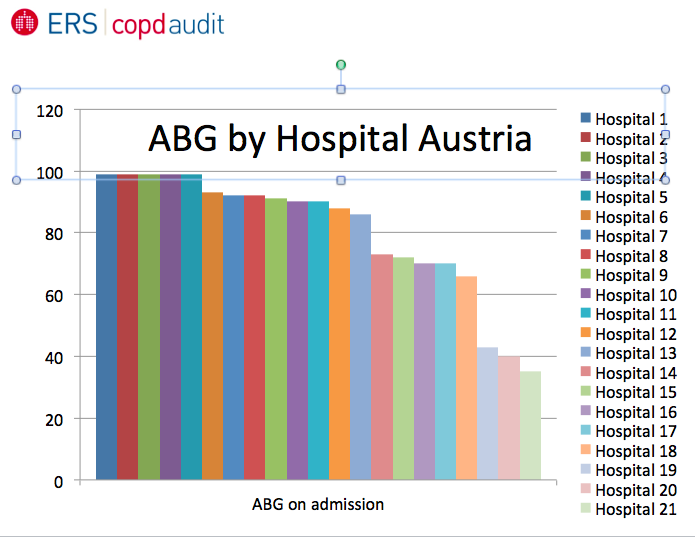 ERS copdaudit
ABG by Hospital Austria
120
100
80
60
40
20
0
ABG on admission
Hospital 1
Hospital 2
Hospital 3
Hospital 4
Hospital 5
Hospital 6
Hospital 7
Hospital 8
Hospital 9
Hospital 10
Hospital 11
Hospital 12
Hospital 13
Hospital 14
Hospital 15
Hospital 16
Hospital 17
Hospital 18
Hospital 19
Hospital 20
Hospital 21